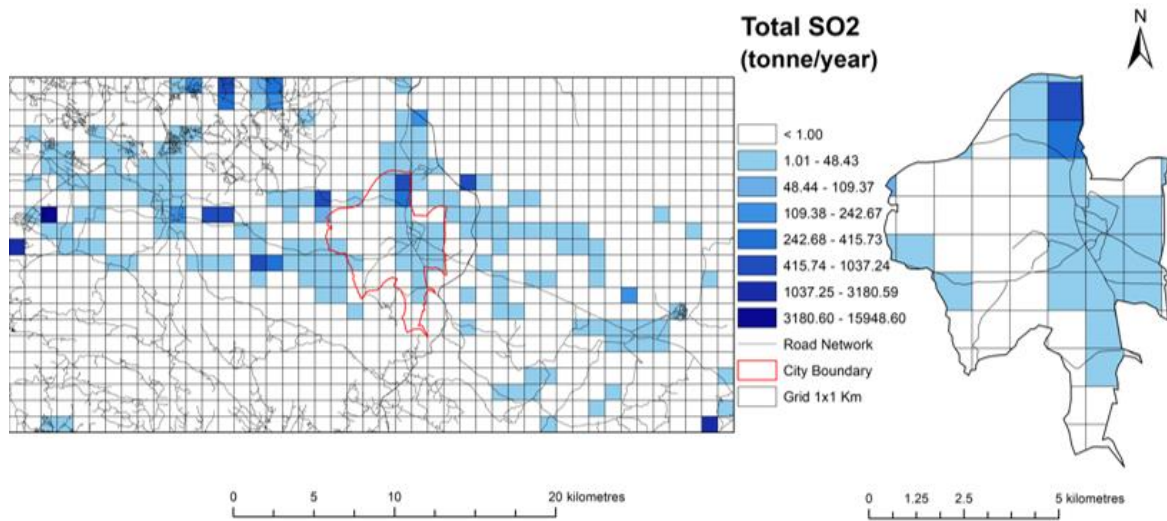 Total SO2
(tonne/year)
< 1.00
1.01 - 48.43
48.44 - 109.37
109.38 - 242.67
242.68 - 415.73
415.74 - 1037.24
1037.25 - 3180.59
3180.60 - 15948.60
Road Network
City Boundary
Grid 1x1 Km
N
0 5 10 20 kilometres
0 1.25 2.5 5 kilometres